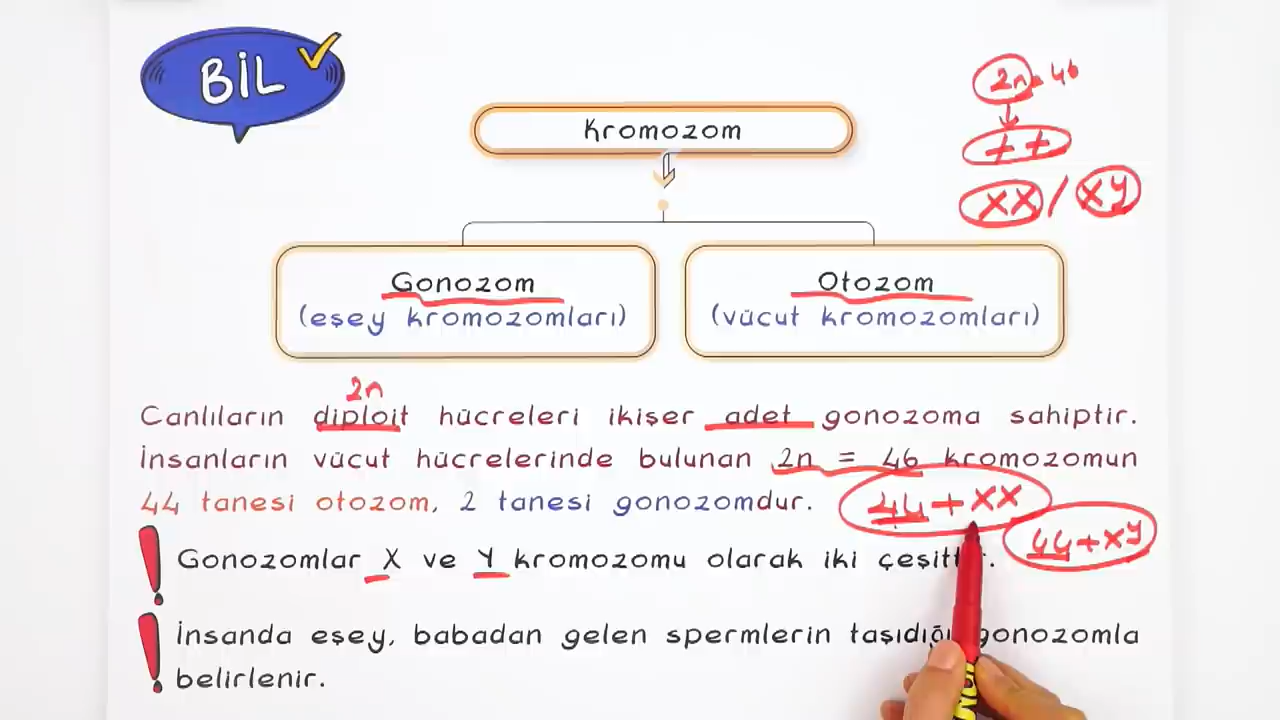 BİL
2n = 46
++
XX / XY
Kromozom
Gonozom
(eşey kromozomları)
Otozom
(vücut kromozomları)
2n
Canlıların diploit hücreleri ikişer adet gonozoma sahiptir.
İnsanların vücut hücrelerinde bulunan 2n = 46 kromozomun
44 tanesi otozom, 2 tanesi gonozomdur.
44+XX
44+XY
Gonozomlar X ve Y kromozomu olarak iki
İnsanda eşey, babadan gelen spermlerin taşıdığı gonozomla
belirlenir.